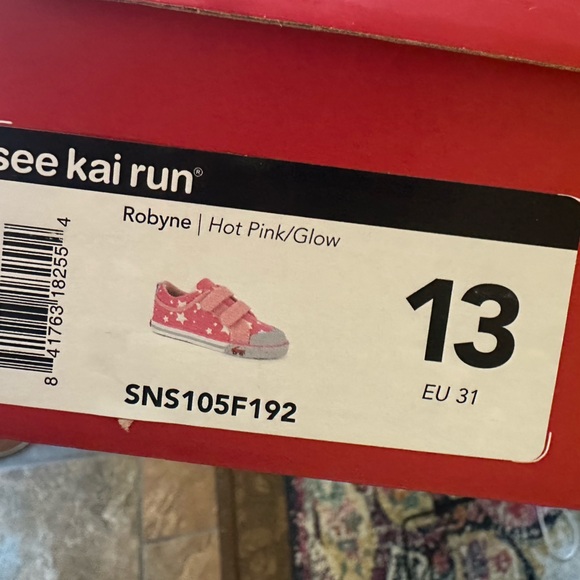 see kai run®
Robyne | Hot Pink/Glow
8 41763 18255 4
13
EU 31
SNS105F192